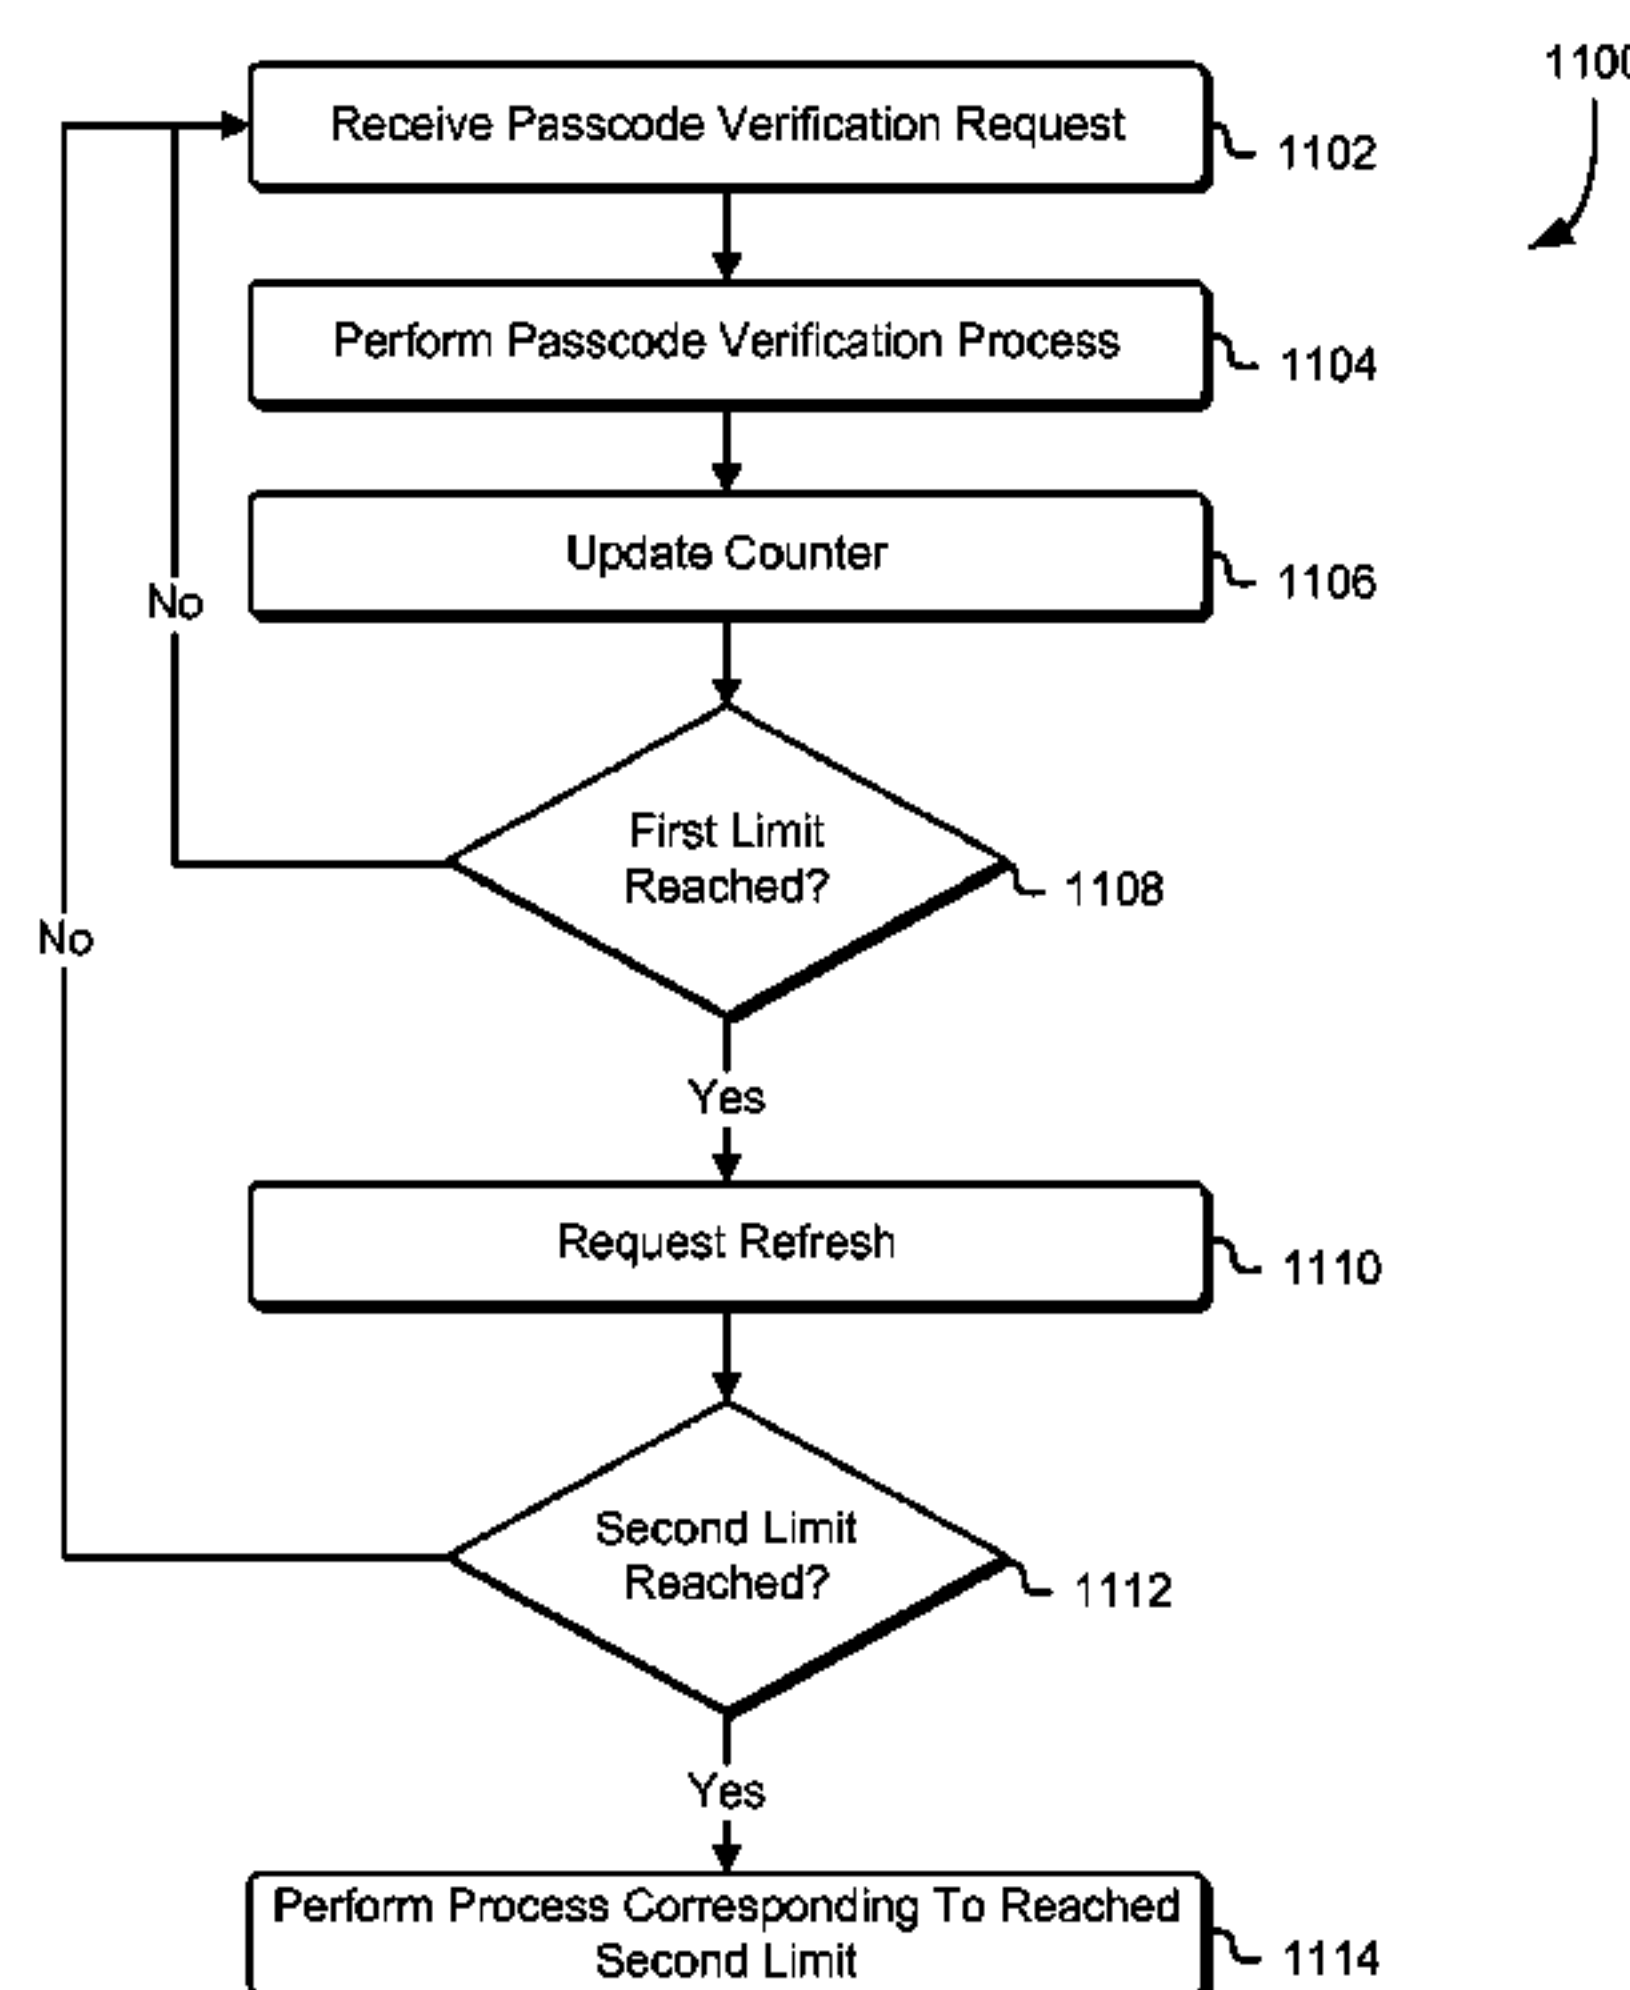 1100
Receive Passcode Verification Request
1102
Perform Passcode Verification Process
1104
Update Counter
1106
No
First Limit
Reached?
1108
No
Yes
Request Refresh
1110
Second Limit
Reached?
1112
Yes
Perform Process Corresponding To Reached
Second Limit
1114